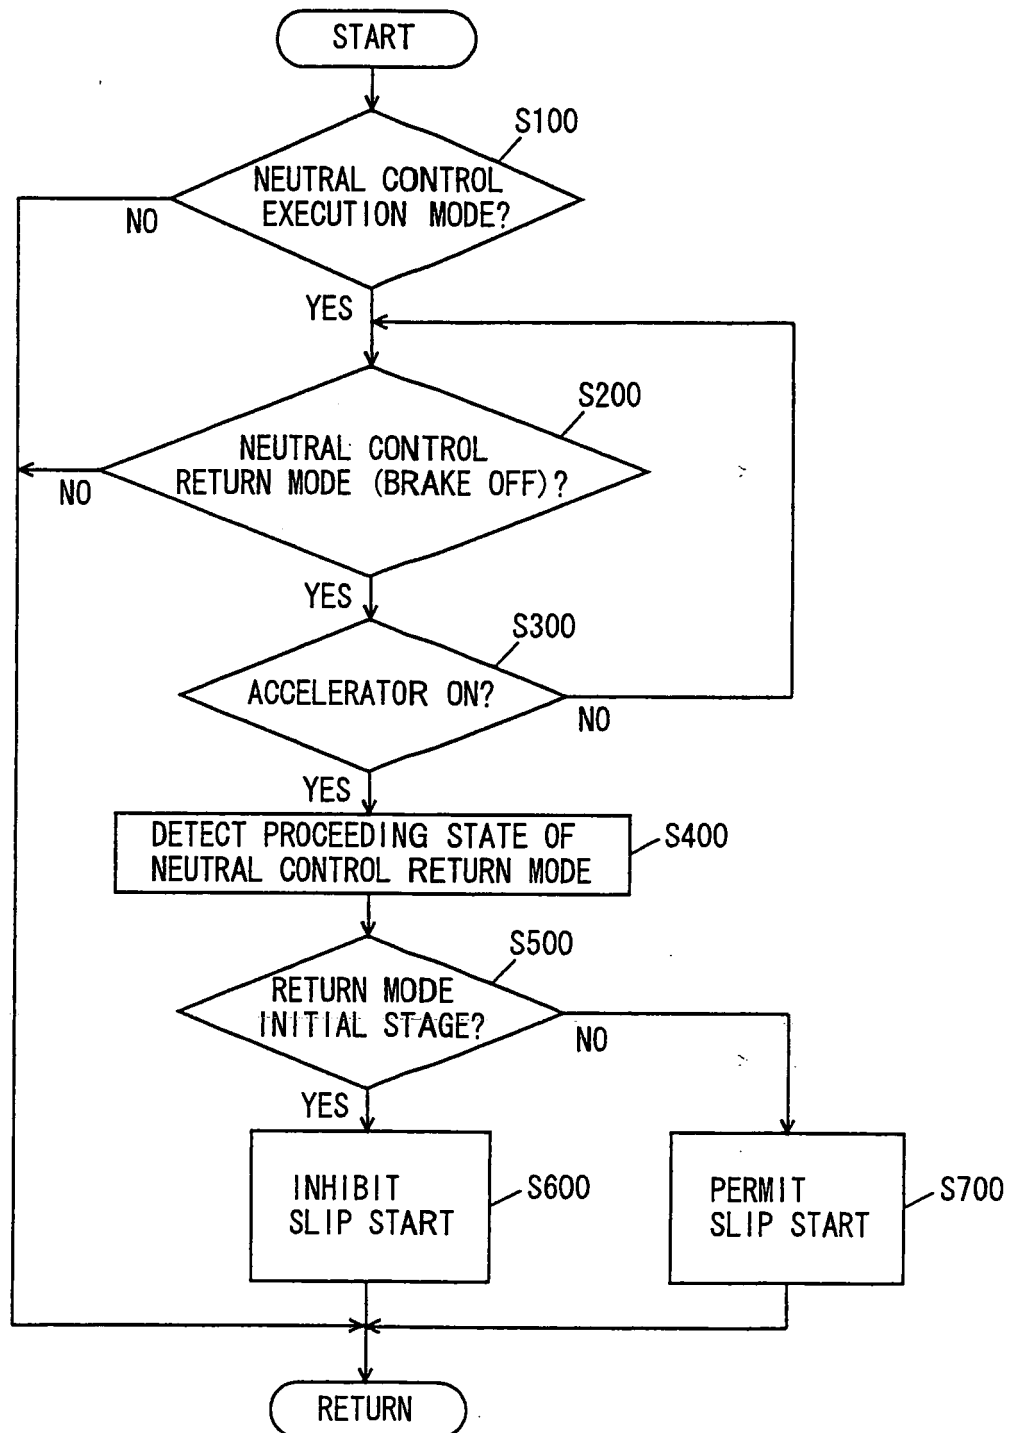 START
S100
NEUTRAL CONTROL
EXECUTION MODE?
NO
YES
S200
NEUTRAL CONTROL
RETURN MODE (BRAKE OFF)?
NO
YES
S300
ACCELERATOR ON?
NO
YES
DETECT PROCEEDING STATE OF
NEUTRAL CONTROL RETURN MODE
S400
S500
RETURN MODE
INITIAL STAGE?
NO
YES
INHIBIT
SLIP START
S600
PERMIT
SLIP START
S700
RETURN